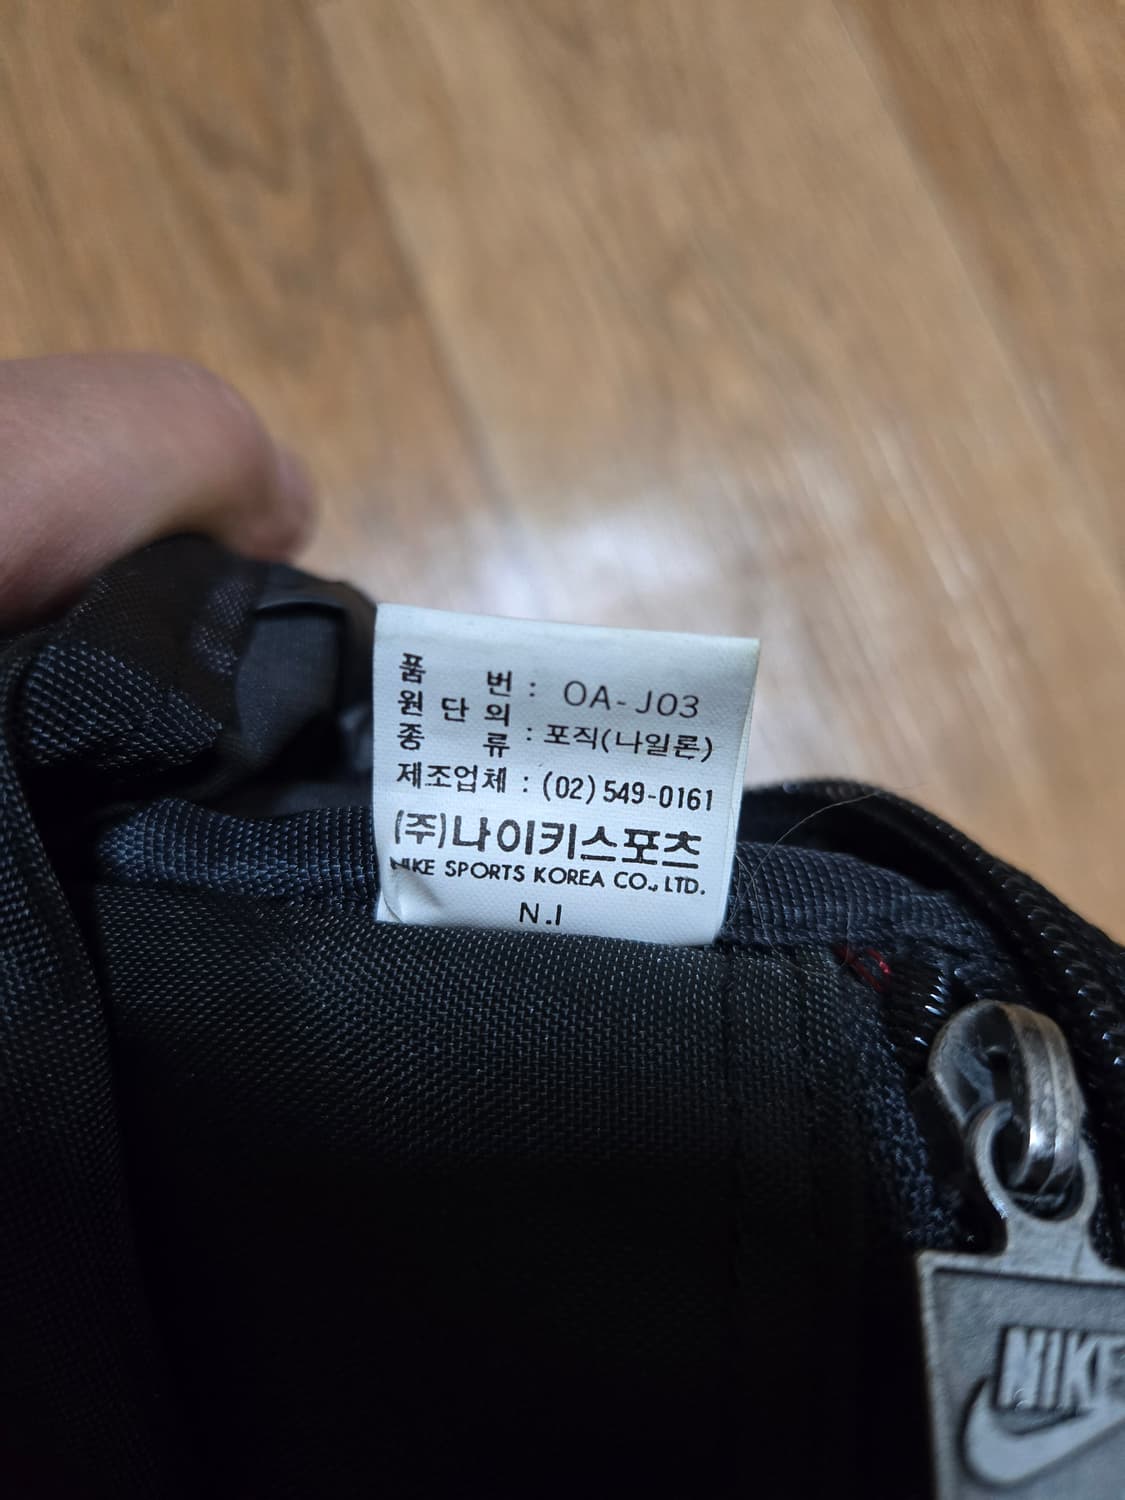 품 번 : OA-J03
원 단 의
종 류 : 포직(나일론)
제조업체 : (02)549-0161
(주)나이키스포츠
NIKE SPORTS KOREA CO., LTD.
N.I
NIKE